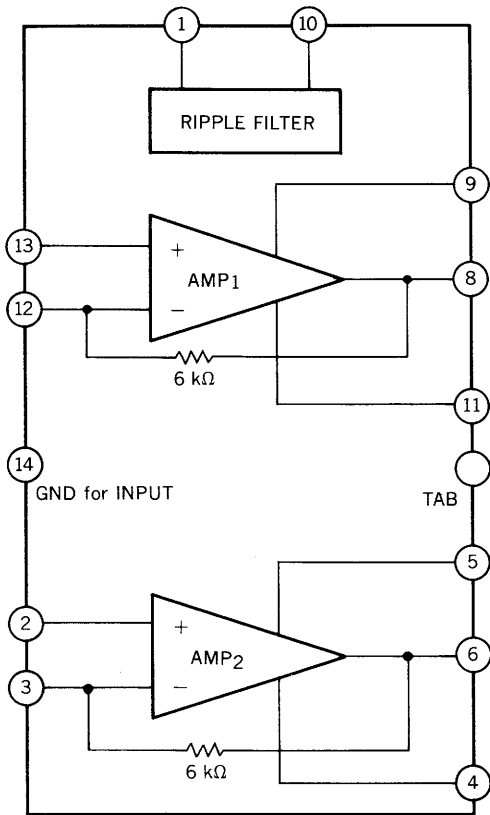 1 10
RIPPLE FILTER
9
13 +
AMP1 8
12 −
6 kΩ
11
14
GND for INPUT TAB
5
2 +
AMP2 6
3 −
6 kΩ
4